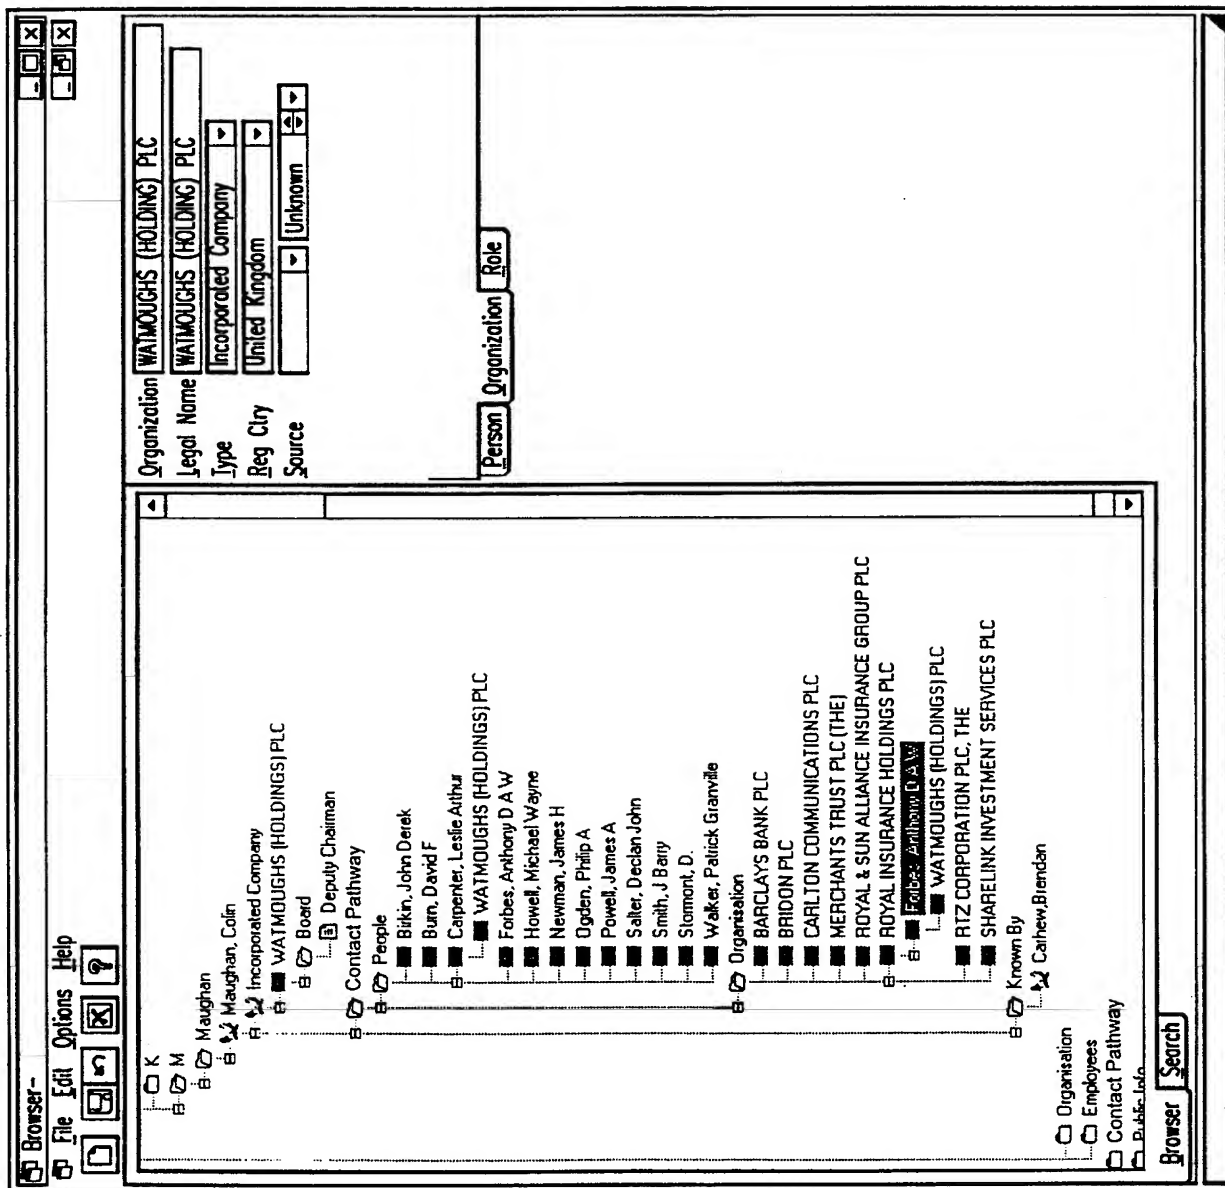 Browser-
File Edit Options Help
K
M
Maughan
Maughan, Colin
Incorporated Company
WATMOUGHS (HOLDINGS) PLC
Board
Deputy Chairman
Contact Pathway
People
Birkin, John Derek
Burn, David F
Carpenter, Leslie Arthur
WATMOUGHS (HOLDINGS) PLC
Forbes, Anthony D A W
Howell, Michael Wayne
Newman, James H
Ogden, Philip A
Powell, James A
Salter, Declan John
Smith, J Barry
Stormont, D.
Walker, Patrick Granville
Organisation
BARCLAYS BANK PLC
BRIDON PLC
CARLTON COMMUNICATIONS PLC
MERCHANTS TRUST PLC (THE)
ROYAL & SUN ALLIANCE INSURANCE GROUP PLC
ROYAL INSURANCE HOLDINGS PLC
Forbes, Anthony D A W
WATMOUGHS (HOLDINGS) PLC
RTZ CORPORATION PLC, THE
SHARELINK INVESTMENT SERVICES PLC
Known By
Carhew,Brendan
Organisation
Employees
Contact Pathway
Public Info
Browser Search
Organization WATMOUGHS (HOLDING) PLC
Legal Name WATMOUGHS (HOLDING) PLC
Type Incorporated Company
Reg Ctry United Kingdom
Source Unknown
Person Organization Role